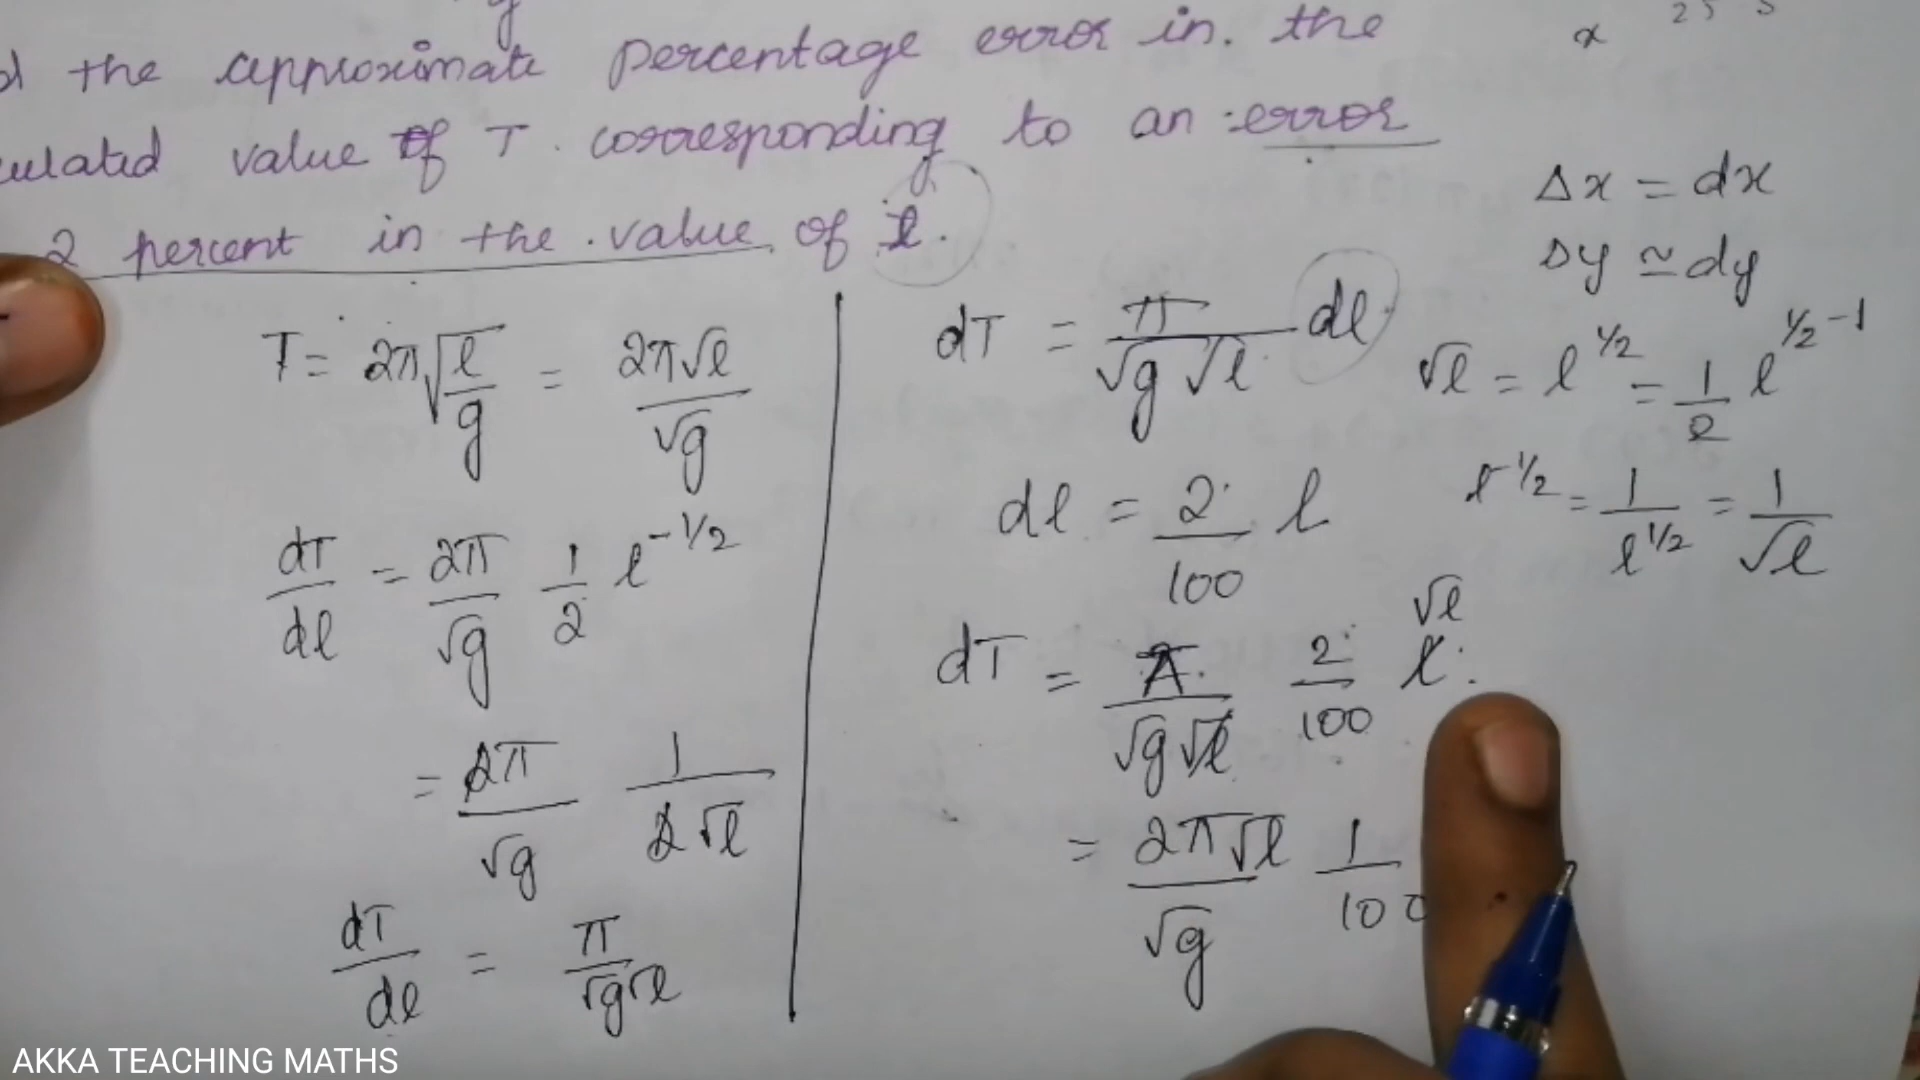 the approximate percentage error in the
value of T corresponding to an error
2 percent in the value of l.
T = 2π√(l/g) = 2π√l / √g
dT/dl = 2π/√g 1/2 l^(-1/2)
= 2π/√g 1/(2√l)
dT/dl = π/(√g√l)
dT = π/(√g √l) dl
dl = 2/100 l
dT = π/(√g√l) 2/100 l √l
= 2π√l/√g 1/100
x 25
Δx = dx
Δy ≃ dy
√l = l^(1/2) = 1/2 l^(1/2 - 1)
l^(-1/2) = 1/l^(1/2) = 1/√l
AKKA TEACHING MATHS